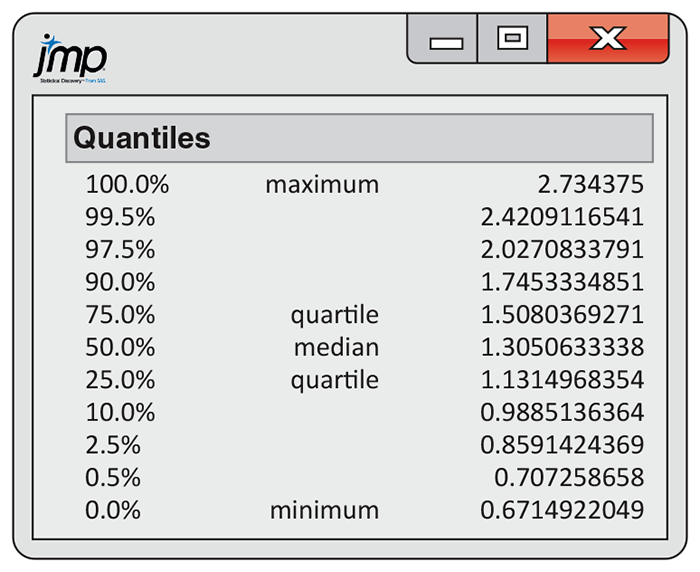 jmp
Statistical Discovery.™ From SAS.
Quantiles
100.0% maximum 2.734375
99.5% 2.4209116541
97.5% 2.0270833791
90.0% 1.7453334851
75.0% quartile 1.5080369271
50.0% median 1.3050633338
25.0% quartile 1.1314968354
10.0% 0.9885136364
2.5% 0.8591424369
0.5% 0.707258658
0.0% minimum 0.6714922049